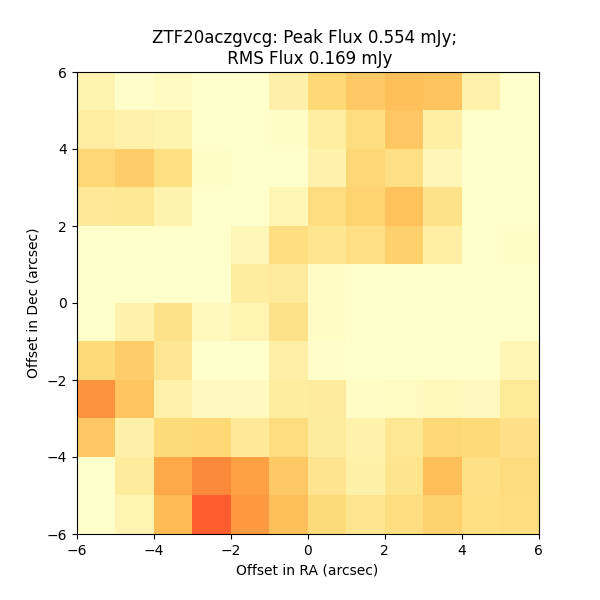 ZTF20aczgvcg: Peak Flux 0.554 mJy;
RMS Flux 0.169 mJy
6
4
2
0
−2
−4
−6
Offset in Dec (arcsec)
−6 −4 −2 0 2 4 6
Offset in RA (arcsec)